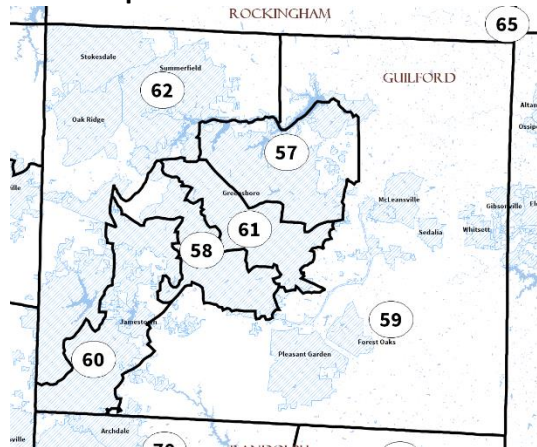 ROCKINGHAM
65
Stokesdale
Summerfield
GUILFORD
62
Oak Ridge
57
Greensboro
McLeansville
Gibsonville
61
Sedalia
Whitsett
58
59
Jamestown
Forest Oaks
60
Pleasant Garden
Archdale